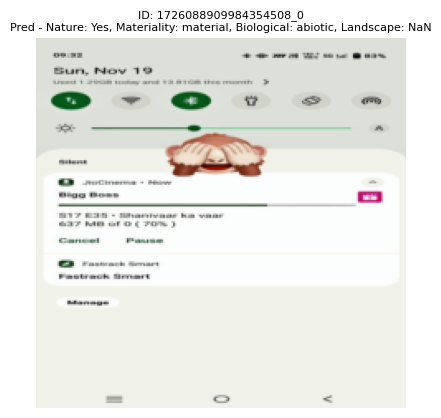 ID: 1726088909984354508_0
Pred - Nature: Yes, Materiality: material, Biological: abiotic, Landscape: NaN
09:32
83%
Sun, Nov 19
Used 1.29GB today and 13.81GB this month
A
Silent
JioCinema • Now
Bigg Boss
S17 E35 • Shanivaar ka vaar
637 MB of 0 ( 70% )
Cancel Pause
Fastrack Smart
Fastrack Smart
Manage